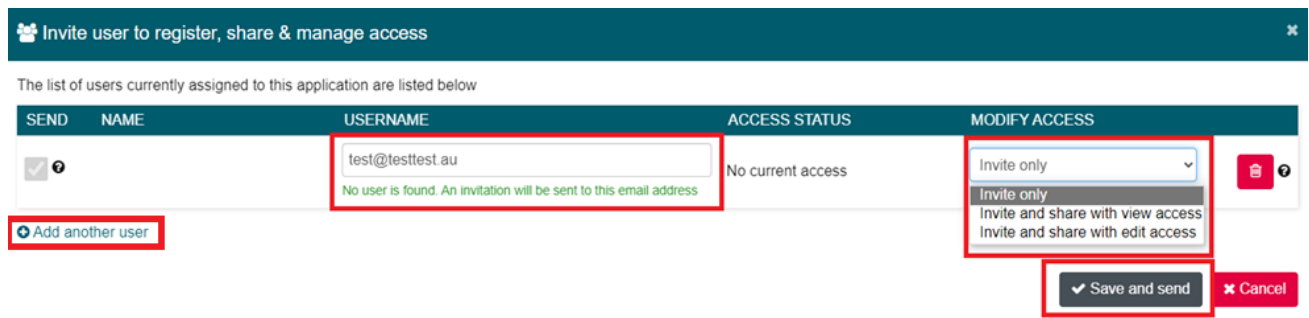 Invite user to register, share & manage access
The list of users currently assigned to this application are listed below
SEND NAME USERNAME ACCESS STATUS MODIFY ACCESS
test@testtest.au
No user is found. An invitation will be sent to this email address
No current access
Invite only
Invite only
Invite and share with view access
Invite and share with edit access
Add another user
Save and send
Cancel